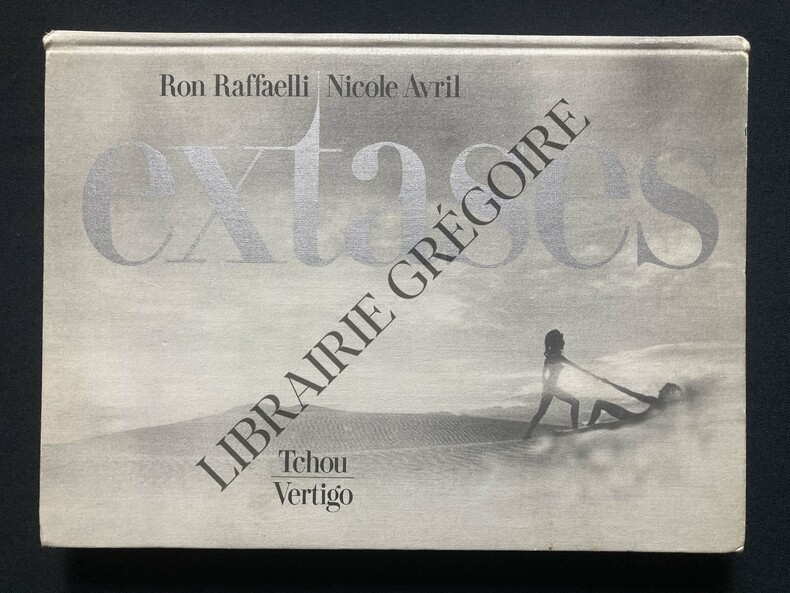 Ron Raffaelli | Nicole Avril
extases
LIBRAIRIE GRÉGOIRE
Tchou
Vertigo